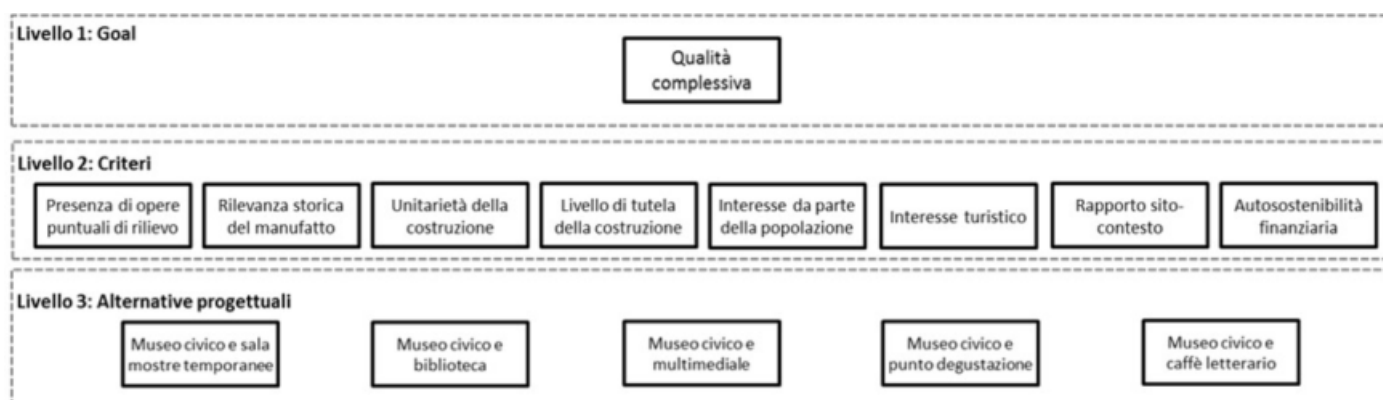 Livello 1: Goal
Qualità
complessiva
Livello 2: Criteri
Presenza di opere
puntuali di rilievo
Rilevanza storica
del manufatto
Unitarietà della
costruzione
Livello di tutela
della costruzione
Interesse da parte
della popolazione
Interesse turistico
Rapporto sito-
contesto
Autosostenibilità
finanziaria
Livello 3: Alternative progettuali
Museo civico e sala
mostre temporanee
Museo civico e
biblioteca
Museo civico e
multimediale
Museo civico e
punto degustazione
Museo civico e
caffè letterario